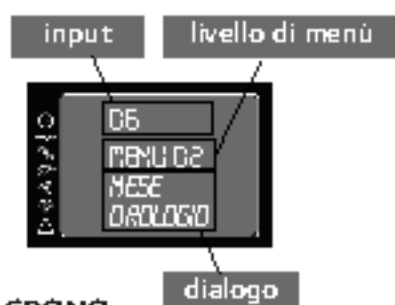 input livello di menù
06
MENU 02
MESE
OROLOGIO
dialogo